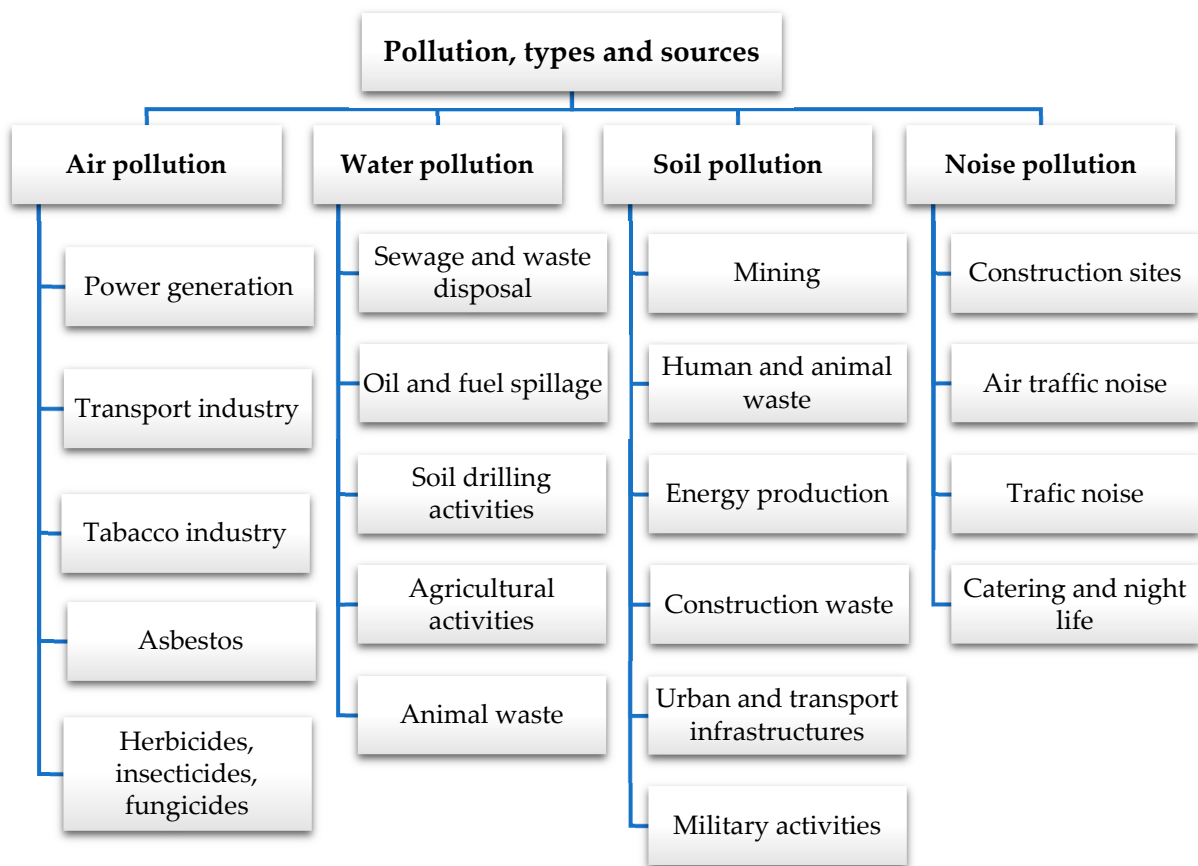 Pollution, types and sources
Air pollution
Power generation
Transport industry
Tabacco industry
Asbestos
Herbicides,
insecticides,
fungicides
Water pollution
Sewage and waste
disposal
Oil and fuel spillage
Soil drilling
activities
Agricultural
activities
Animal waste
Soil pollution
Mining
Human and animal
waste
Energy production
Construction waste
Urban and transport
infrastructures
Military activities
Noise pollution
Construction sites
Air traffic noise
Trafic noise
Catering and night
life